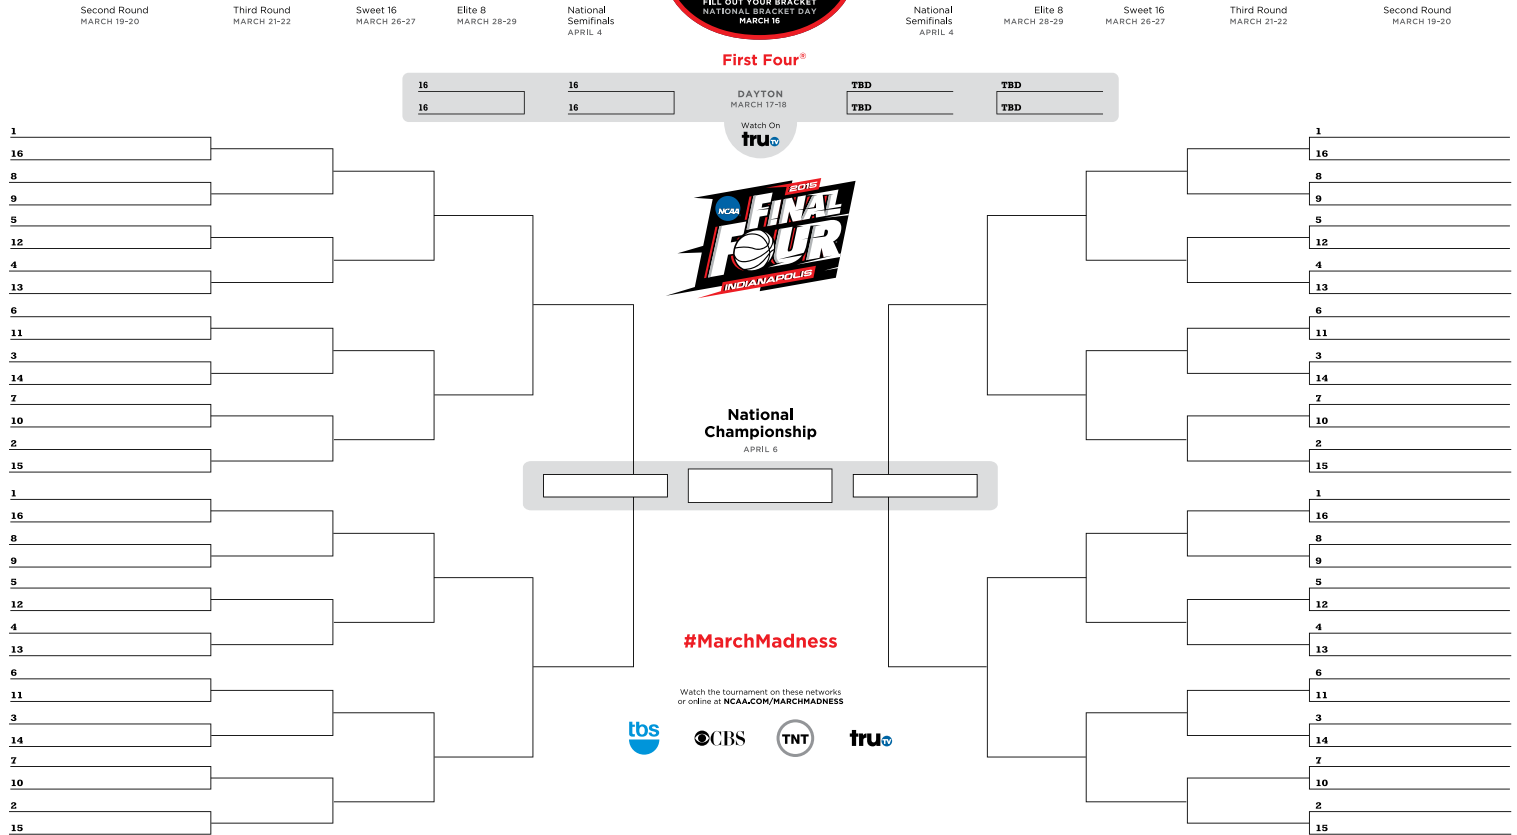 FILL OUT YOUR BRACKET
NATIONAL BRACKET DAY
MARCH 16
Second Round
MARCH 19-20
Third Round
MARCH 21-22
Sweet 16
MARCH 26-27
Elite 8
MARCH 28-29
National
Semifinals
APRIL 4
National
Semifinals
APRIL 4
Elite 8
MARCH 28-29
Sweet 16
MARCH 26-27
Third Round
MARCH 21-22
Second Round
MARCH 19-20
First Four®
16
16
16
16
DAYTON
MARCH 17-18
TBD
TBD
TBD
TBD
Watch On
truTV
1
16
8
9
5
12
4
13
6
11
3
14
7
10
2
15
1
16
8
9
5
12
4
13
6
11
3
14
7
10
2
15
2015
NCAA
FINAL
FOUR
INDIANAPOLIS
National
Championship
APRIL 6
#MarchMadness
Watch the tournament on these networks
or online at NCAA.COM/MARCHMADNESS
tbs
CBS
TNT
truTV
1
16
8
9
5
12
4
13
6
11
3
14
7
10
2
15
1
16
8
9
5
12
4
13
6
11
3
14
7
10
2
15